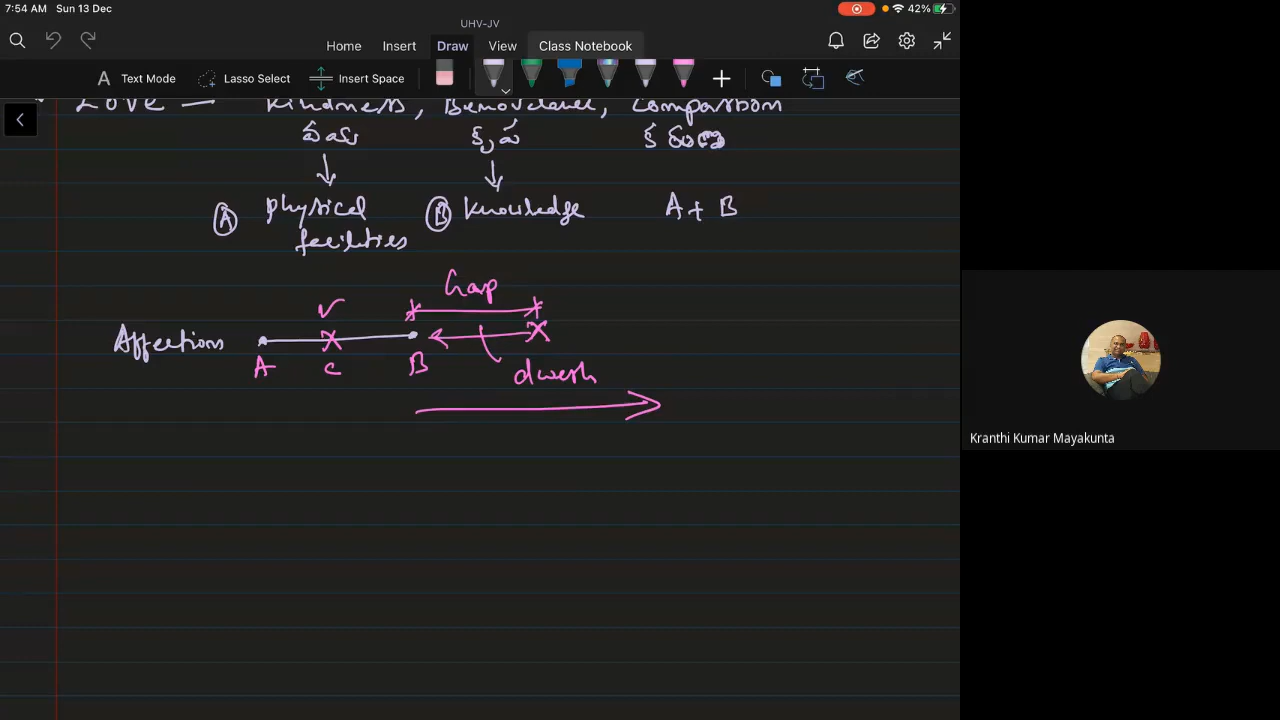 7:54 AM Sun 13 Dec
42%
UHV-JV
Home Insert Draw View Class Notebook
Text Mode Lasso Select Insert Space
LOVE — Kindness, Benovelance, Compassion
A physical facilities B Knowledge A + B
Gap
Affection
A C B
dwesh
Kranthi Kumar Mayakunta